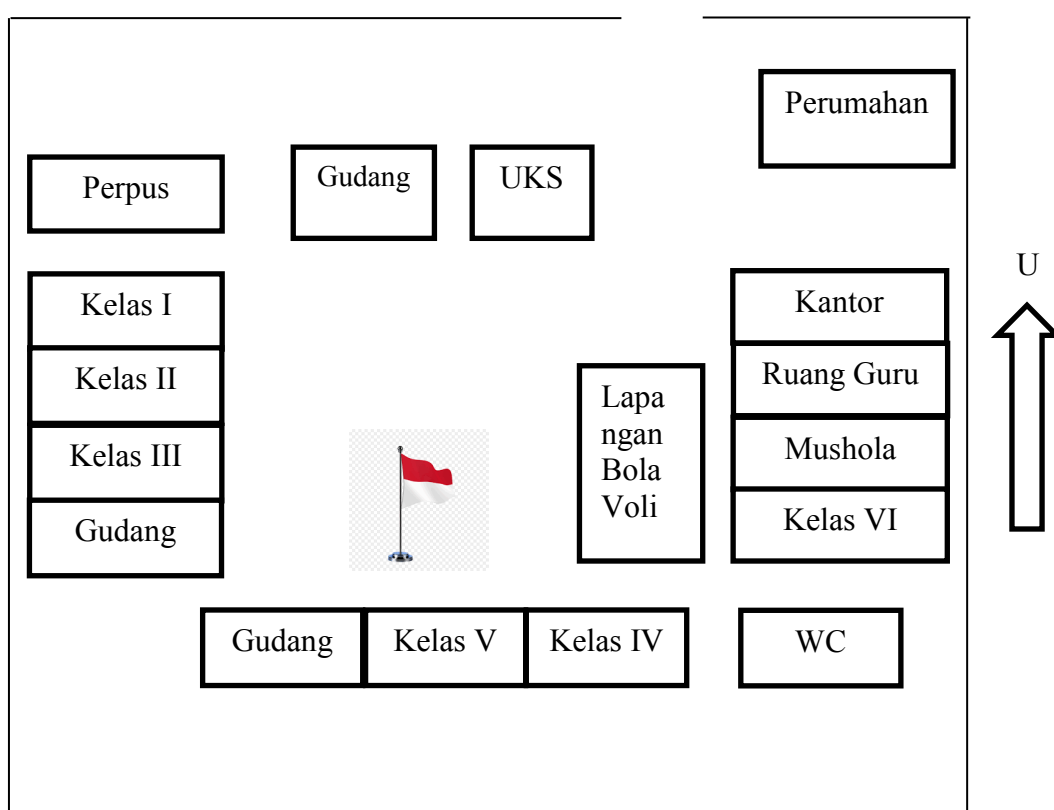 Perumahan
Perpus
Gudang
UKS
U
Kelas I
Kelas II
Kelas III
Gudang
Lapa
ngan
Bola
Voli
Kantor
Ruang Guru
Mushola
Kelas VI
Gudang
Kelas V
Kelas IV
WC